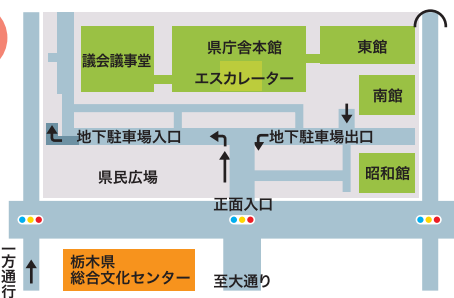 議会議事堂
県庁舎本館
エスカレーター
東館
南館
昭和館
地下駐車場入口
地下駐車場出口
県民広場
正面入口
一方通行
栃木県
総合文化センター
至大通り